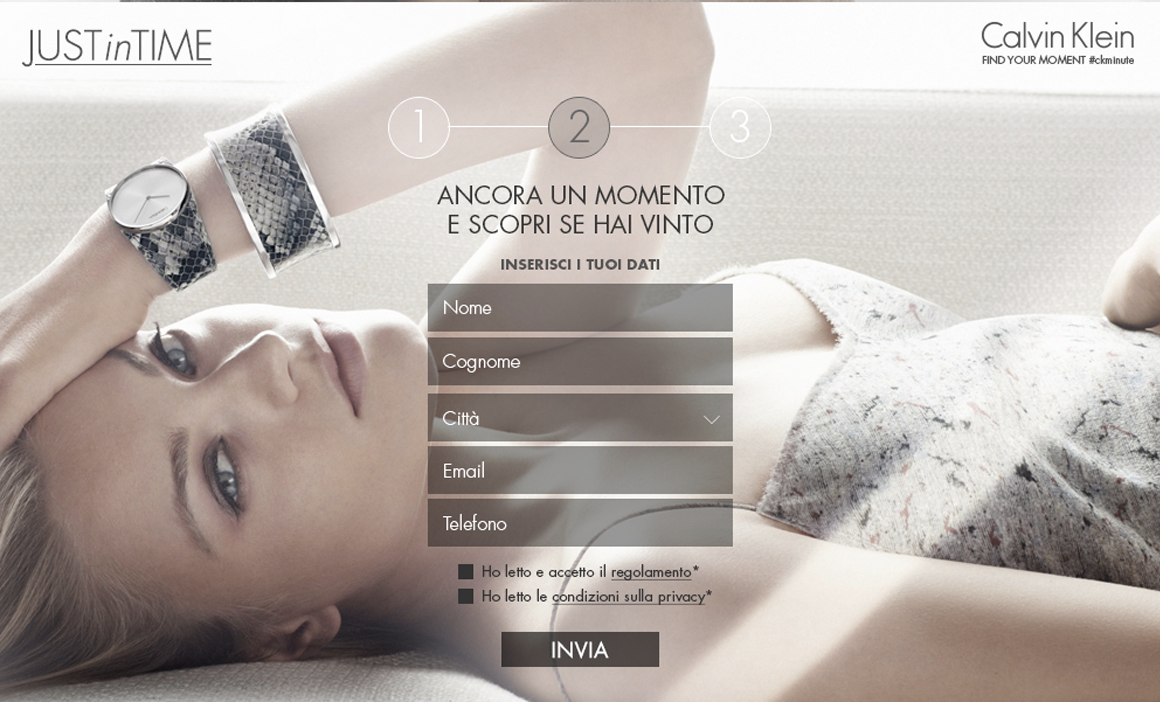 JUSTinTIME
Calvin Klein
FIND YOUR MOMENT #ckminute
1
2
3
ANCORA UN MOMENTO
E SCOPRI SE HAI VINTO
INSERISCI I TUOI DATI
Nome
Cognome
Città
Email
Telefono
Ho letto e accetto il regolamento*
Ho letto le condizioni sulla privacy*
INVIA